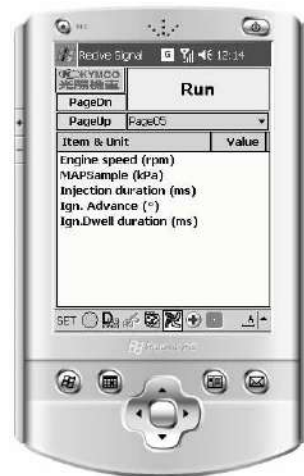 Redive Signal G 12:14
KYMCO
光陽機車
Run
PageDn
PageUp Page05
Item & Unit Value
Engine speed (rpm)
MAPSample (kPa)
Injection duration (ms)
Ign. Advance (°)
Ign.Dwell duration (ms)
SET